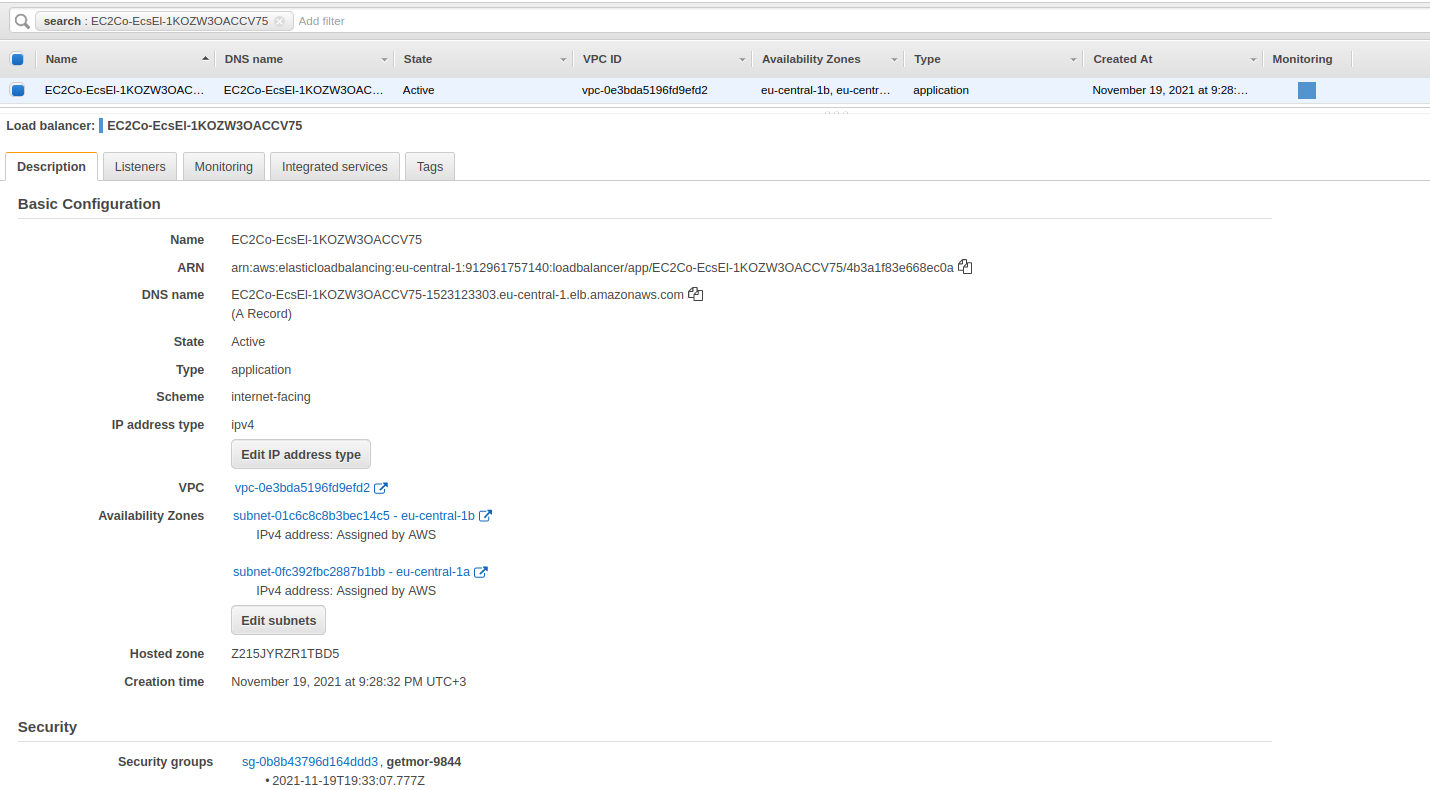 search : EC2Co-EcsEl-1KOZW3OACCV75 Add filter
Name DNS name State VPC ID Availability Zones Type Created At Monitoring
EC2Co-EcsEl-1KOZW3OAC... EC2Co-EcsEl-1KOZW3OAC... Active vpc-0e3bda5196fd9efd2 eu-central-1b, eu-centr... application November 19, 2021 at 9:28:...
Load balancer: EC2Co-EcsEl-1KOZW3OACCV75
Description Listeners Monitoring Integrated services Tags
Basic Configuration
Name EC2Co-EcsEl-1KOZW3OACCV75
ARN arn:aws:elasticloadbalancing:eu-central-1:912961757140:loadbalancer/app/EC2Co-EcsEl-1KOZW3OACCV75/4b3a1f83e668ec0a
DNS name EC2Co-EcsEl-1KOZW3OACCV75-1523123303.eu-central-1.elb.amazonaws.com
(A Record)
State Active
Type application
Scheme internet-facing
IP address type ipv4
Edit IP address type
VPC vpc-0e3bda5196fd9efd2
Availability Zones subnet-01c6c8c8b3bec14c5 - eu-central-1b
IPv4 address: Assigned by AWS
subnet-0fc392fbc2887b1bb - eu-central-1a
IPv4 address: Assigned by AWS
Edit subnets
Hosted zone Z215JYRZR1TBD5
Creation time November 19, 2021 at 9:28:32 PM UTC+3
Security
Security groups sg-0b8b43796d164ddd3, getmor-9844
• 2021-11-19T19:33:07.777Z